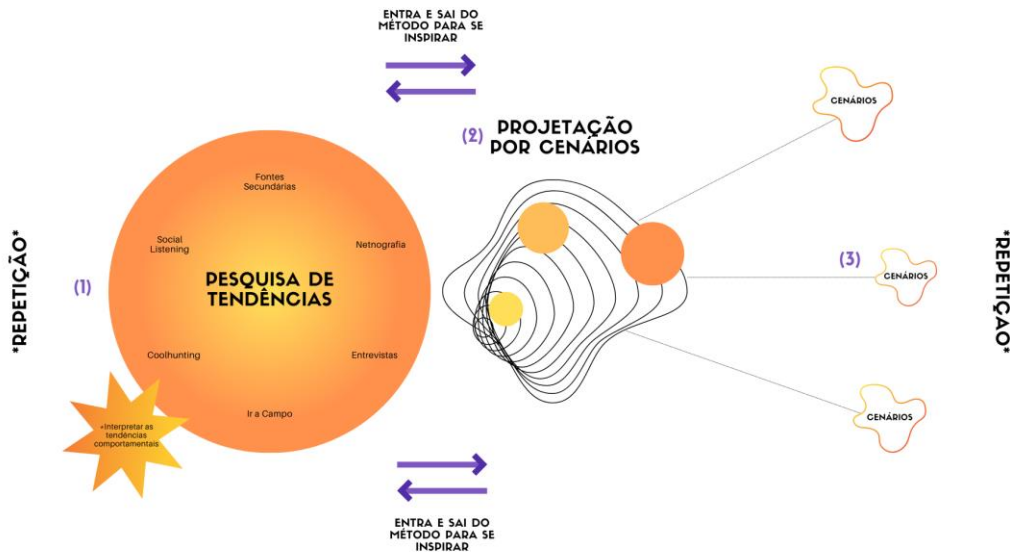 ENTRA E SAI DO
MÉTODO PARA SE
INSPIRAR
(2) PROJETAÇÃO
POR CENÁRIOS
CENÁRIOS
*REPETIÇÃO*
(1)
Fontes
Secundárias
Social
Listening
Netnografia
PESQUISA DE
TENDÊNCIAS
Coolhunting
Entrevistas
Ir a Campo
+Interpretar as
tendências
comportamentais
(3)
CENÁRIOS
CENÁRIOS
*REPETIÇAO*
ENTRA E SAI DO
MÉTODO PARA SE
INSPIRAR